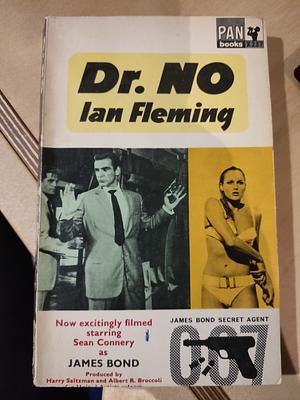 PAN
books
Dr. NO
Ian Fleming
Now excitingly filmed
starring
Sean Connery
as
JAMES BOND
Produced by
Harry Saltzman and Albert R. Broccoli
JAMES BOND SECRET AGENT
007